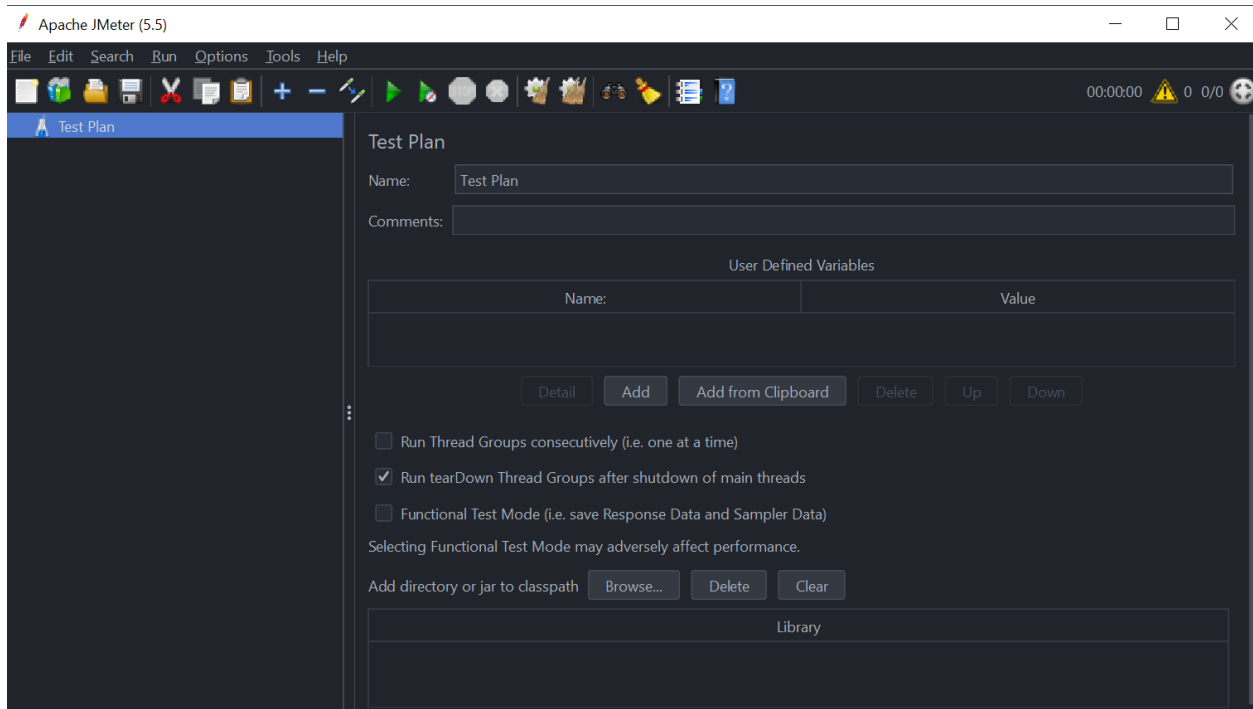 Apache JMeter (5.5)
File Edit Search Run Options Tools Help
STOP 00:00:00 0 0/0
Test Plan
Test Plan
Name: Test Plan
Comments:
User Defined Variables
Name: Value
Detail Add Add from Clipboard Delete Up Down
Run Thread Groups consecutively (i.e. one at a time)
Run tearDown Thread Groups after shutdown of main threads
Functional Test Mode (i.e. save Response Data and Sampler Data)
Selecting Functional Test Mode may adversely affect performance.
Add directory or jar to classpath Browse... Delete Clear
Library